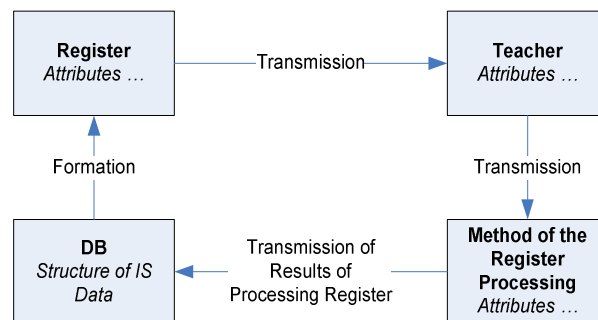 Register
Attributes …
Transmission
Teacher
Attributes …
Formation
Transmission
DB
Structure of IS
Data
Transmission of
Results of
Processing Register
Method of the
Register
Processing
Attributes …